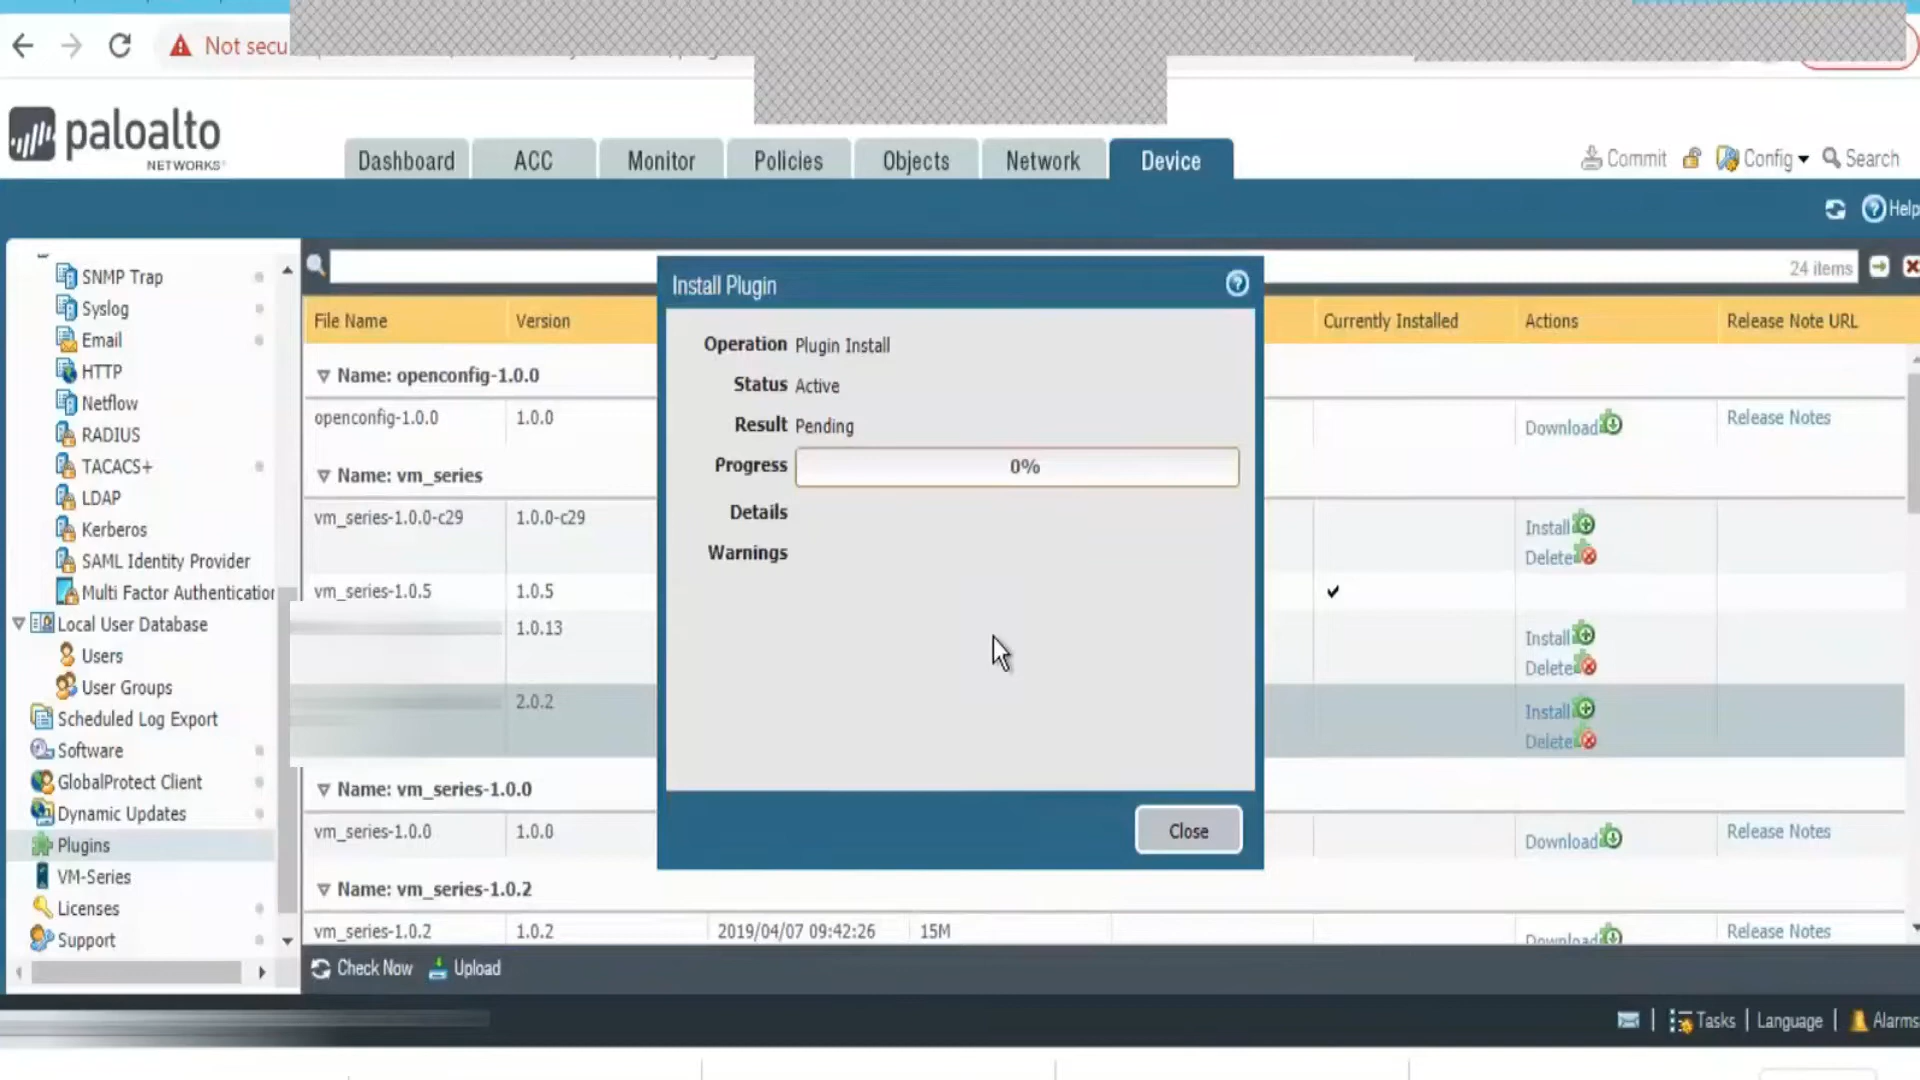 Not secu
paloalto
NETWORKS
Dashboard
ACC
Monitor
Policies
Objects
Network
Device
Commit
Config
Search
Help
SNMP Trap
Syslog
Email
HTTP
Netflow
RADIUS
TACACS+
LDAP
Kerberos
SAML Identity Provider
Multi Factor Authentication
Local User Database
Users
User Groups
Scheduled Log Export
Software
GlobalProtect Client
Dynamic Updates
Plugins
VM-Series
Licenses
Support
24 items
File Name Version Currently Installed Actions Release Note URL
Name: openconfig-1.0.0
openconfig-1.0.0 1.0.0 Download Release Notes
Name: vm_series
vm_series-1.0.0-c29 1.0.0-c29 Install
Delete
vm_series-1.0.5 1.0.5
1.0.13 Install
Delete
2.0.2 Install
Delete
Name: vm_series-1.0.0
vm_series-1.0.0 1.0.0 Download Release Notes
Name: vm_series-1.0.2
vm_series-1.0.2 1.0.2 2019/04/07 09:42:26 15M Download Release Notes
Install Plugin
Operation Plugin Install
Status Active
Result Pending
Progress 0%
Details
Warnings
Close
Check Now Upload
Tasks Language Alarms